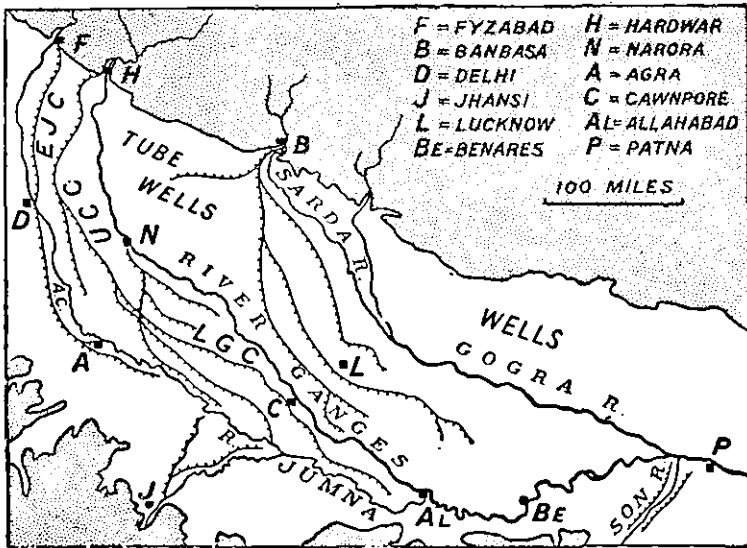 F = FYZABAD
B = BANBASA
D = DELHI
J = JHANSI
L = LUCKNOW
BE = BENARES
H = HARDWAR
N = NARORA
A = AGRA
C = CAWNPORE
AL = ALLAHABAD
P = PATNA
100 MILES
F
H
B
EJC
TUBE
WELLS
SARDAR.
D
UCC
N
RIVER
GANGES
WELLS
GOGRA R.
AC
A
LGC
L
C
R.
JUMNA
J
AL
BE
SON R.
P